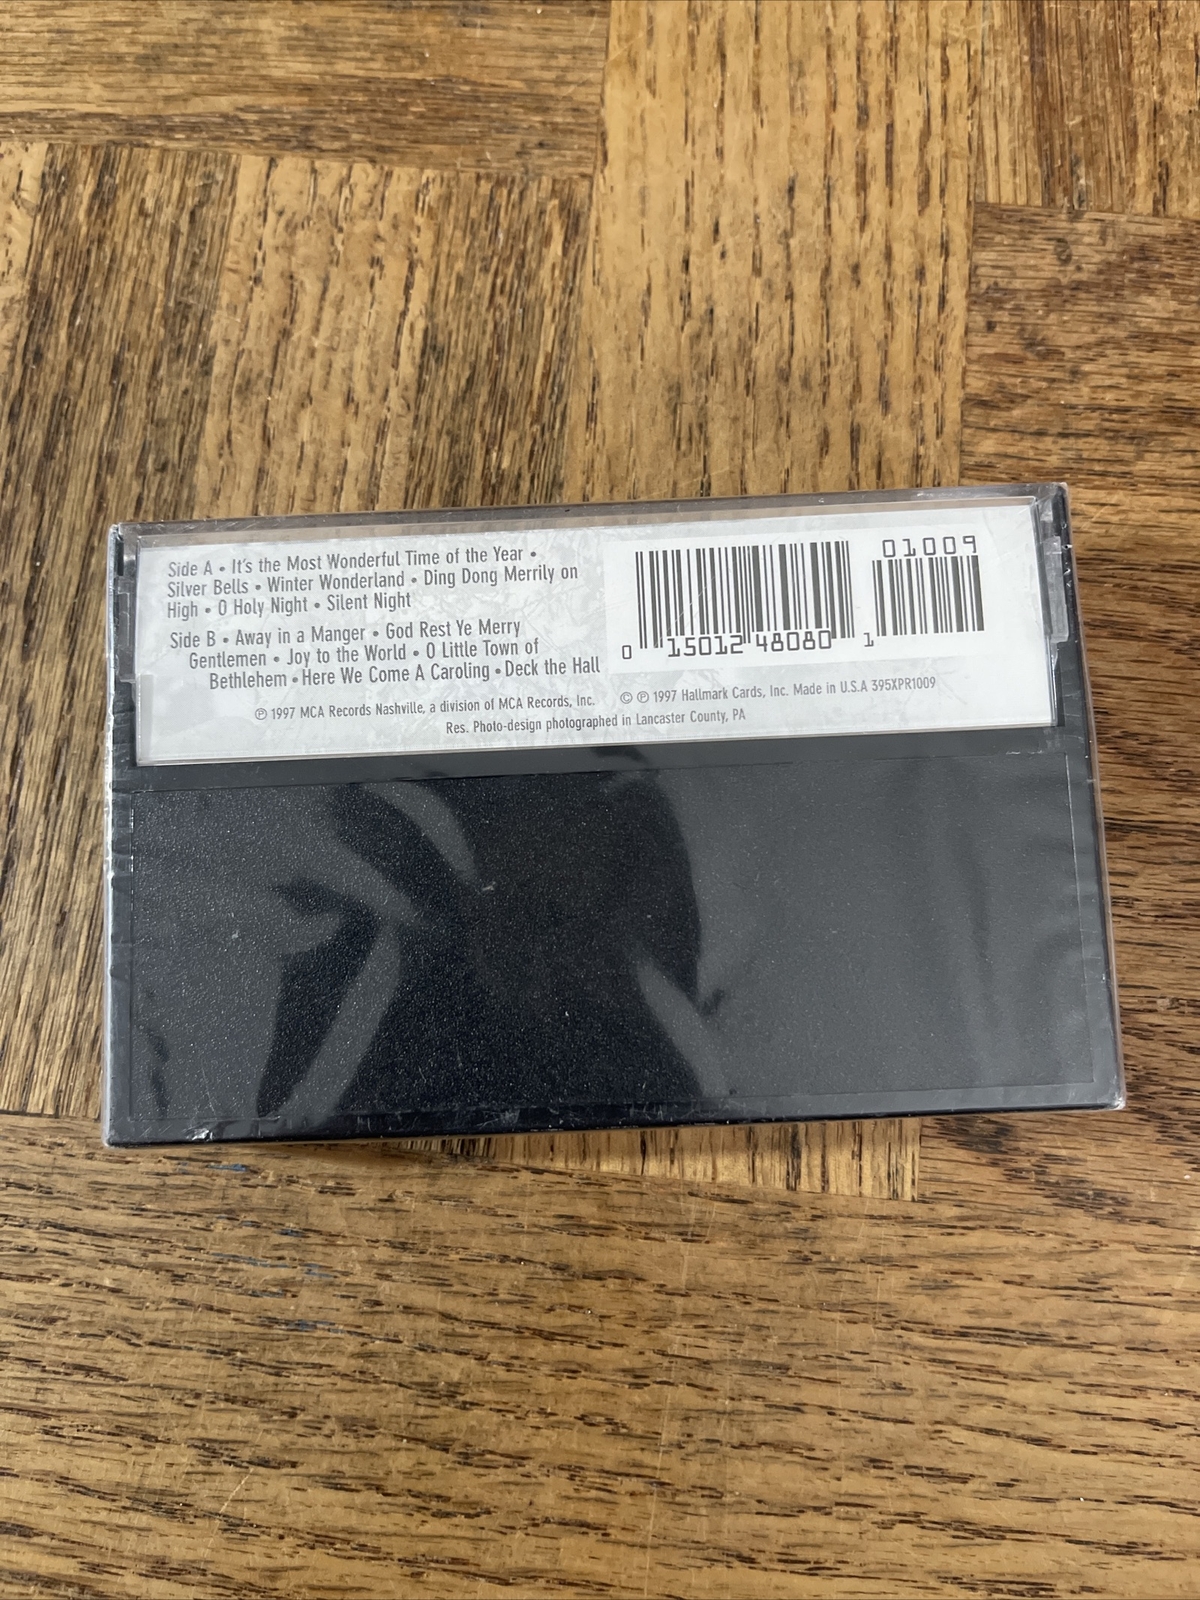 Side A • It's the Most Wonderful Time of the Year •
Silver Bells • Winter Wonderland • Ding Dong Merrily on
High • O Holy Night • Silent Night
Side B • Away in a Manger • God Rest Ye Merry
Gentlemen • Joy to the World • O Little Town of
Bethlehem • Here We Come A Caroling • Deck the Hall
01009
0 15012 48080 1
℗ 1997 MCA Records Nashville, a division of MCA Records, Inc. © ℗ 1997 Hallmark Cards, Inc. Made in U.S.A 395XPR1009
Res. Photo-design photographed in Lancaster County, PA